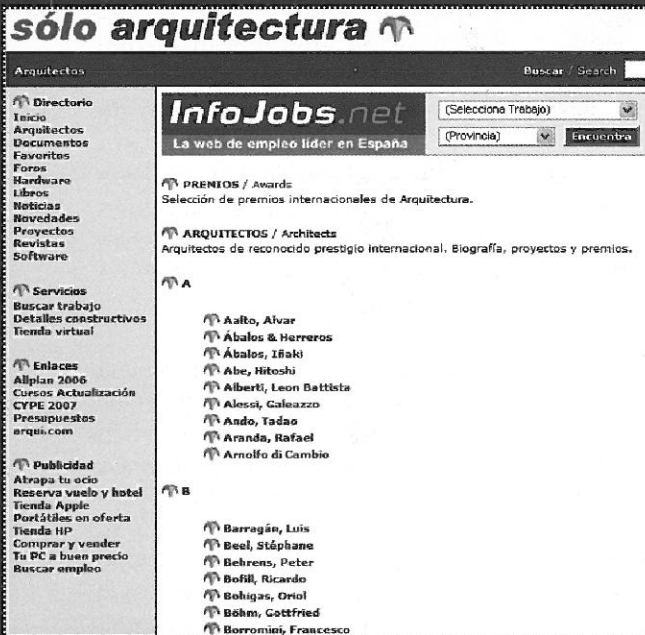 sólo arquitectura
Arquitectos
Buscar / Search
Directorio
Inicio
Arquitectos
Documentos
Favoritos
Foros
Hardware
Libros
Noticias
Novedades
Proyectos
Revistas
Software
Servicios
Buscar trabajo
Detalles constructivos
Tienda virtual
Enlaces
Allplan 2006
Cursos Actualización
CYPE 2007
Presupuestos
arqui.com
Publicidad
Atrapa tu ocio
Reserva vuelo y hotel
Tienda Apple
Portátiles en oferta
Tienda HP
Comprar y vender
Tu PC a buen precio
Buscar empleo
InfoJobs.net
La web de empleo líder en España
(Selecciona Trabajo)
(Provincia)
Encuentra
PREMIOS / Awards
Selección de premios internacionales de Arquitectura.
ARQUITECTOS / Architects
Arquitectos de reconocido prestigio internacional. Biografía, proyectos y premios.
A
Aalto, Alvar
Ábalos & Herreros
Ábalos, Iñaki
Abe, Hitoshi
Alberti, Leon Battista
Alessi, Galeazzo
Ando, Tadao
Aranda, Rafael
Arnolfo di Cambio
B
Barragán, Luis
Beel, Stéphane
Behrens, Peter
Bofill, Ricardo
Bohigas, Oriol
Böhm, Gottfried
Borromini, Francesco